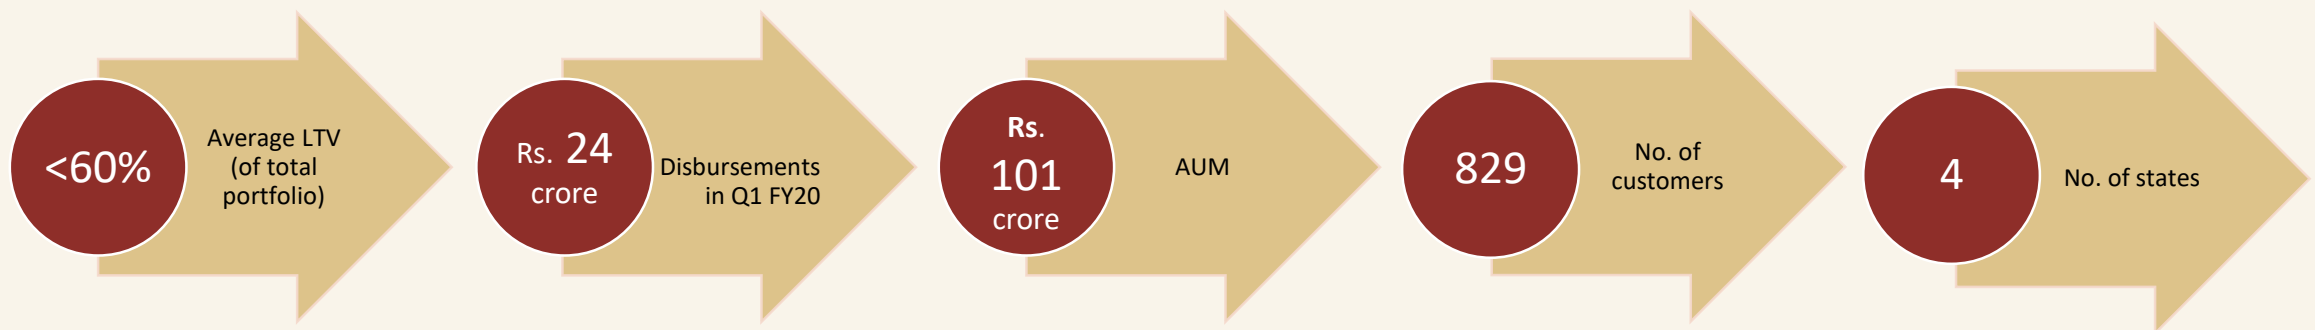 <60%
Average LTV
(of total
portfolio)
Rs. 24
crore
Disbursements
in Q1 FY20
Rs.
101
crore
AUM
829
No. of
customers
4
No. of states